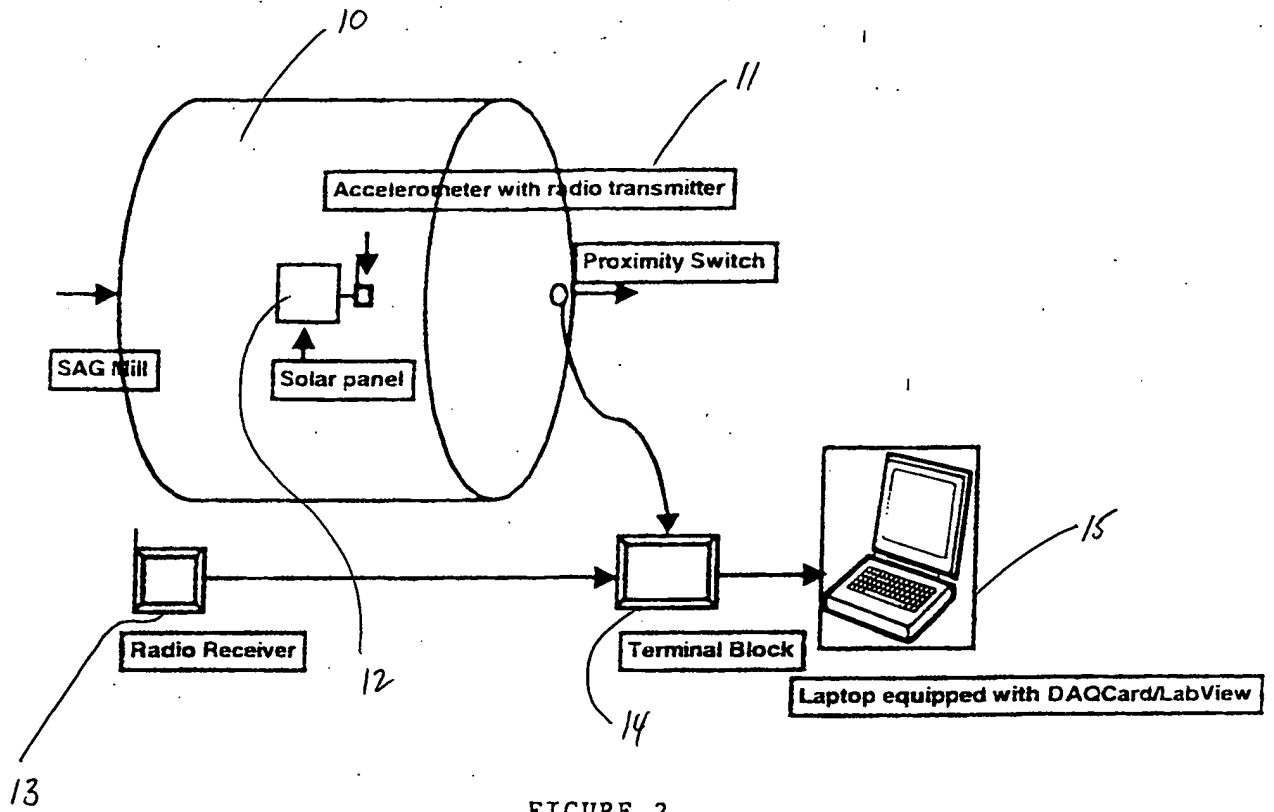 10
11
Accelerometer with radio transmitter
Proximity Switch
SAG Mill
Solar panel
15
Radio Receiver
Terminal Block
12
Laptop equipped with DAQCard/LabView
14
13
FIGURE 2